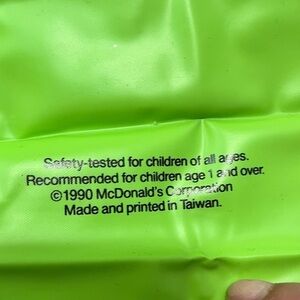 Safety-tested for children of all ages.
Recommended for children age 1 and over.
©1990 McDonald's Corporation
Made and printed in Taiwan.